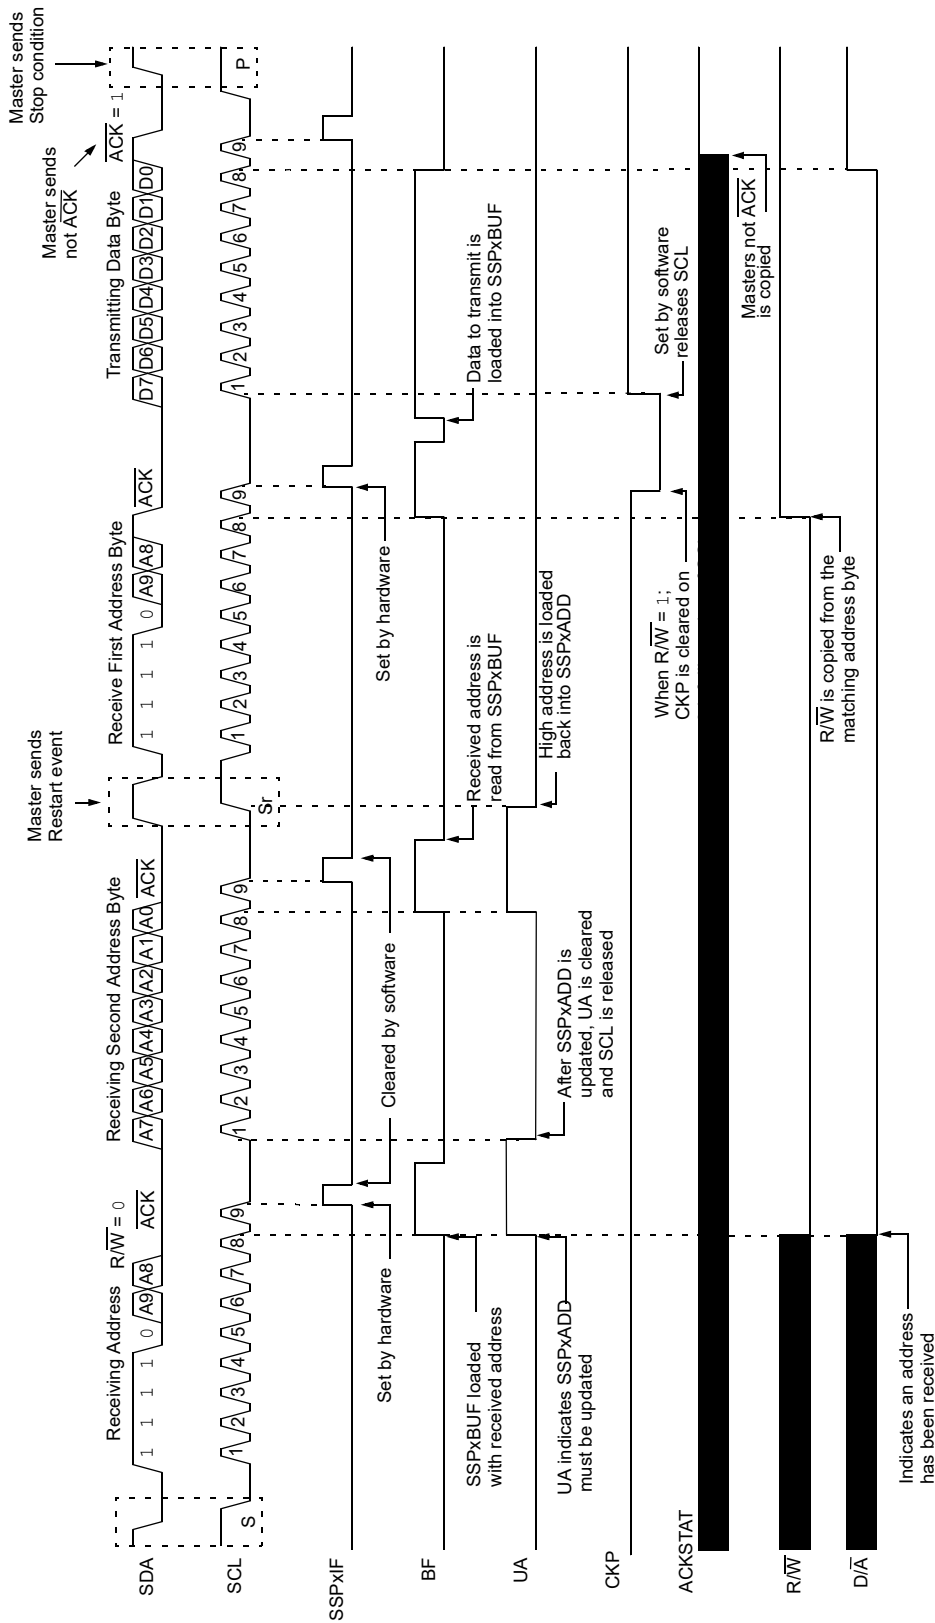 Master sends
Restart event
Master sends
not A̅C̅K̅
Master sends
Stop condition
Receiving Address R/W̅ = 0
Receiving Second Address Byte
Receive First Address Byte
Transmitting Data Byte
A̅C̅K̅ = 1
SDA
1 1 1 1 0 A9 A8 A̅C̅K̅ A7 A6 A5 A4 A3 A2 A1 A0 A̅C̅K̅ 1 1 1 1 0 A9 A8 A̅C̅K̅ D7 D6 D5 D4 D3 D2 D1 D0
SCL
S 1 2 3 4 5 6 7 8 9 1 2 3 4 5 6 7 8 9 Sr 1 2 3 4 5 6 7 8 9 1 2 3 4 5 6 7 8 9 P
SSPxIF
Set by hardware
Cleared by software
Set by hardware
BF
SSPxBUF loaded
with received address
Received address is
read from SSPxBUF
Data to transmit is
loaded into SSPxBUF
UA
UA indicates SSPxADD
must be updated
After SSPxADD is
updated, UA is cleared
and SCL is released
High address is loaded
back into SSPxADD
CKP
When R/W̅ = 1;
CKP is cleared on
Set by software
releases SCL
ACKSTAT
Masters not A̅C̅K̅
is copied
R/W̅
R/W̅ is copied from the
matching address byte
D/A̅
Indicates an address
has been received